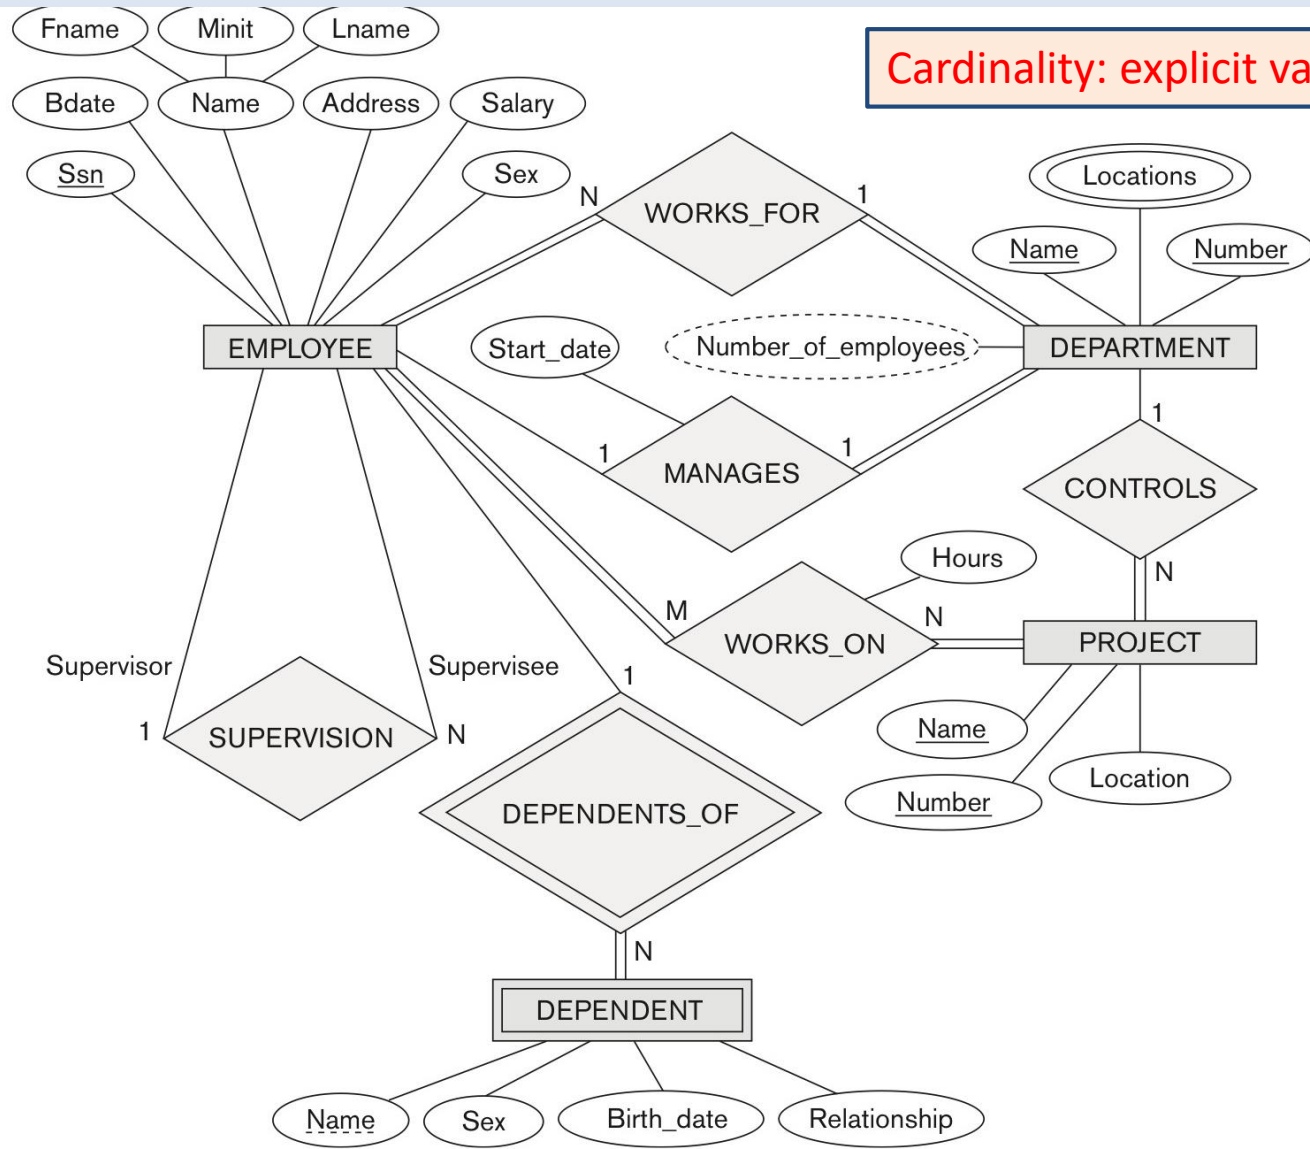 Fname
Minit
Lname
Cardinality: explicit va
Bdate
Name
Address
Salary
Ssn
Sex
N
WORKS_FOR
1
Locations
Name
Number
EMPLOYEE
Start_date
Number_of_employees
DEPARTMENT
1
MANAGES
1
1
CONTROLS
N
Hours
M
WORKS_ON
N
PROJECT
Supervisor
Supervisee
1
SUPERVISION
N
1
Name
Number
Location
DEPENDENTS_OF
N
DEPENDENT
Name
Sex
Birth_date
Relationship